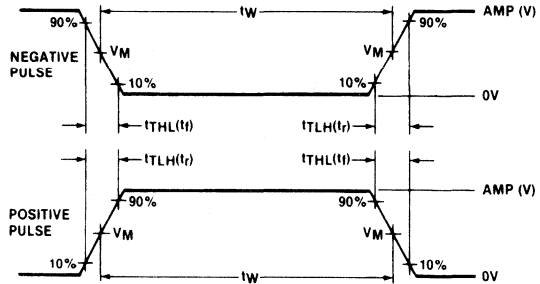 tW
AMP (V)
90%
90%
NEGATIVE
PULSE
VM
VM
10%
10%
0V
tTHL(tf)
tTLH(tr)
tTLH(tr)
tTHL(tf)
AMP (V)
90%
90%
POSITIVE
PULSE
VM
VM
10%
10%
tW
0V